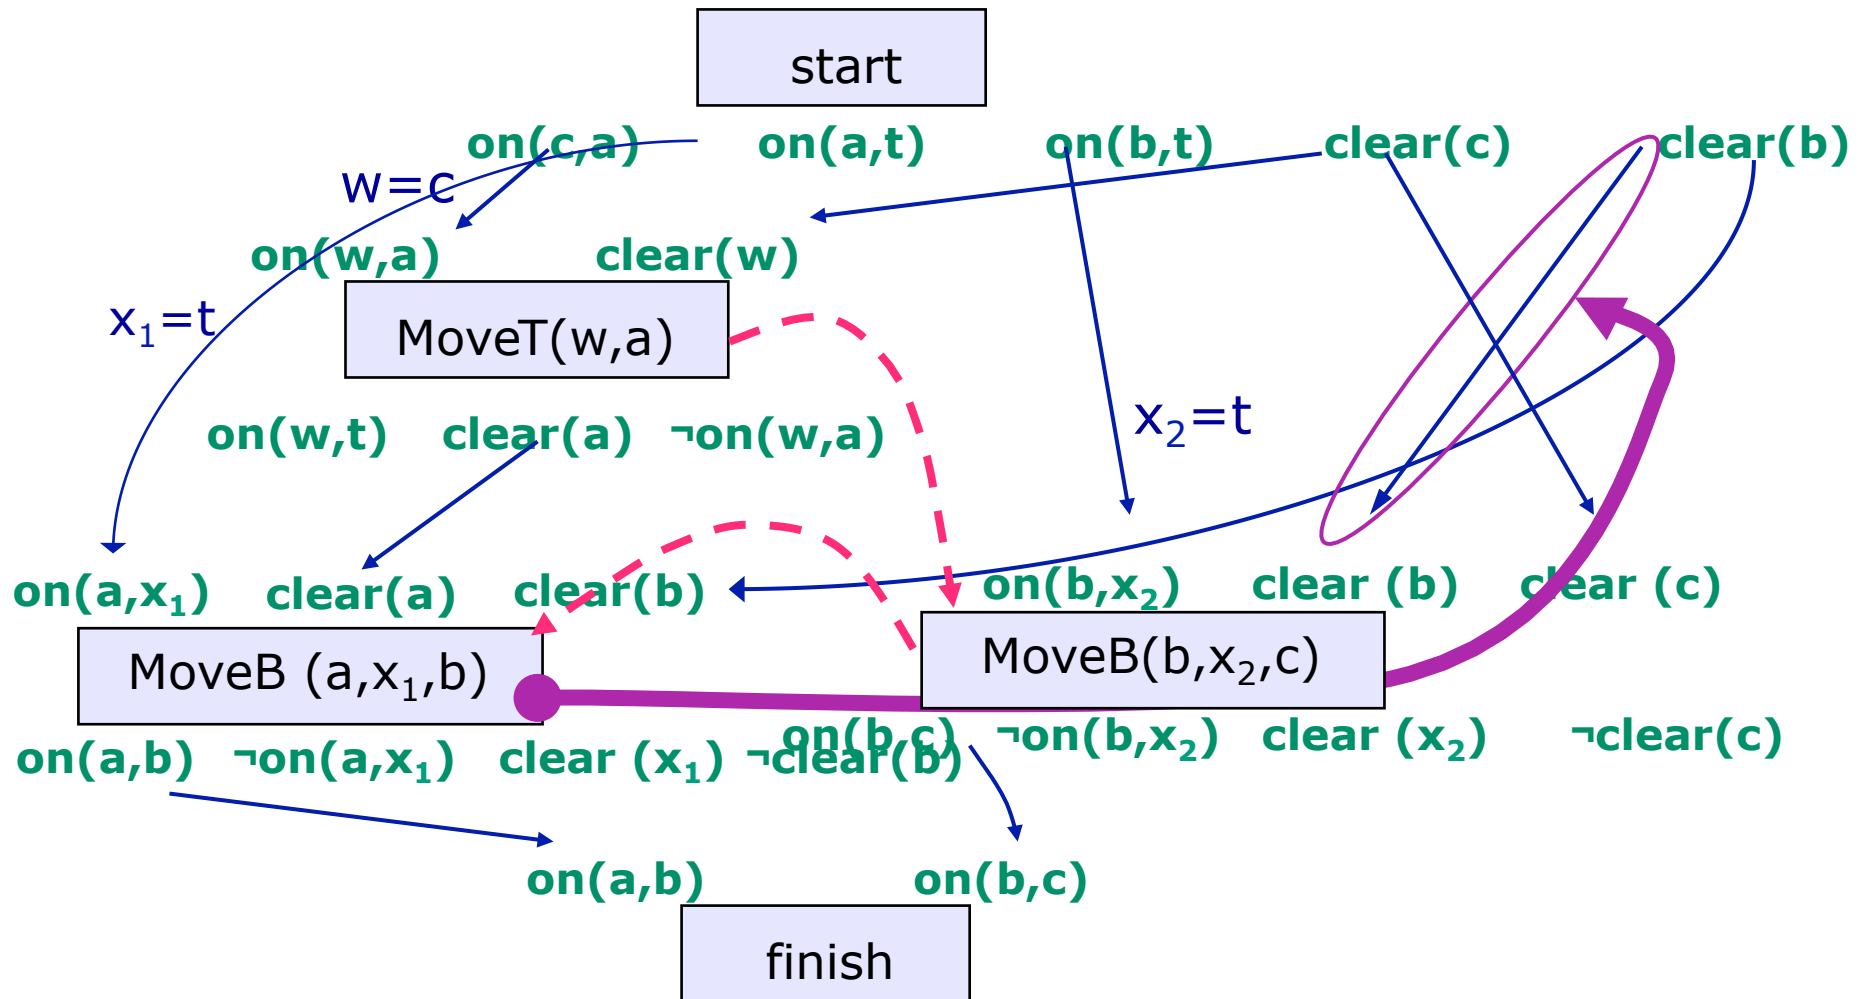 start
on(c,a) on(a,t) on(b,t) clear(c) clear(b)
w=c
on(w,a) clear(w)
x₁=t
MoveT(w,a)
x₂=t
on(w,t) clear(a) ¬on(w,a)
on(a,x₁) clear(a) clear(b) on(b,x₂) clear (b) clear (c)
MoveB (a,x₁,b) MoveB(b,x₂,c)
on(b,c) ¬on(b,x₂) clear (x₂) ¬clear(c)
on(a,b) ¬on(a,x₁) clear (x₁) ¬clear(b)
on(a,b) on(b,c)
finish